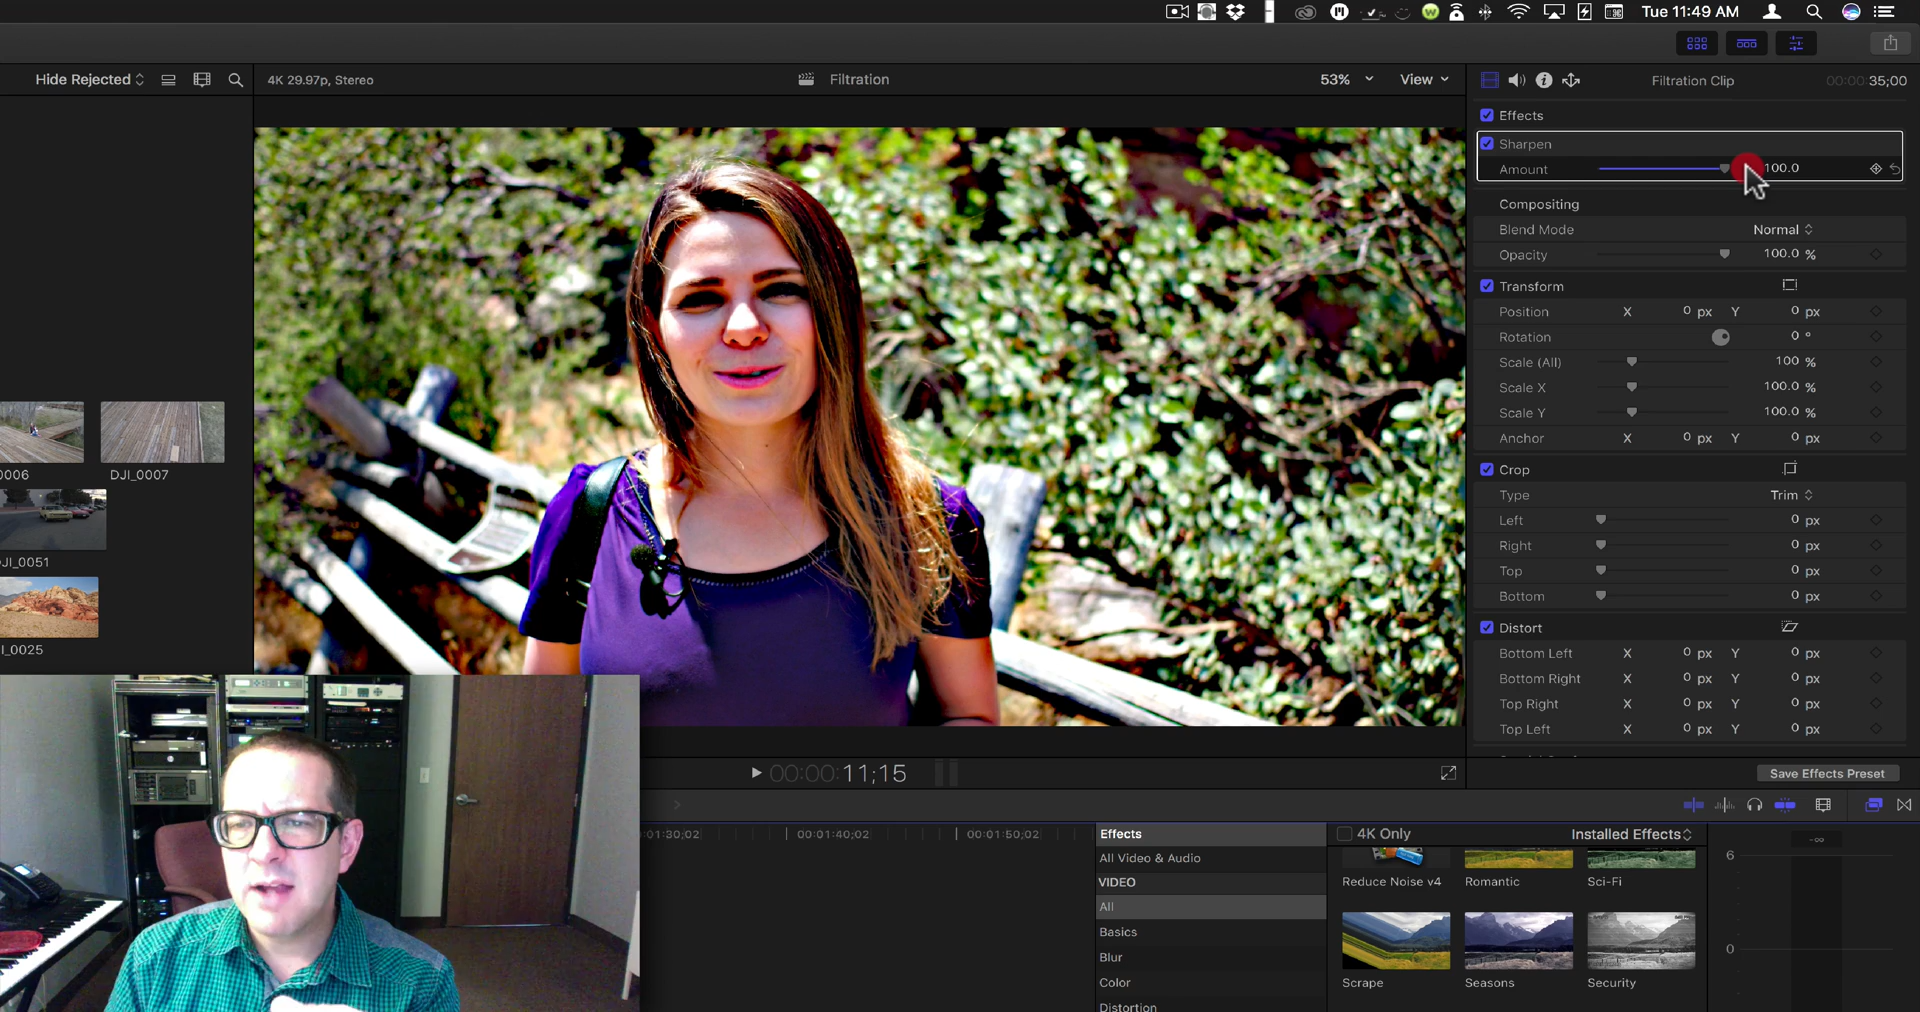 Tue 11:49 AM
Hide Rejected
4K 29.97p, Stereo
Filtration
53%
View
Filtration Clip
00:00:35;00
Effects
Sharpen
Amount 100.0
Compositing
Blend Mode Normal
Opacity 100.0 %
Transform
Position X 0 px Y 0 px
Rotation 0 °
Scale (All) 100 %
Scale X 100.0 %
Scale Y 100.0 %
Anchor X 0 px Y 0 px
Crop
Type Trim
Left 0 px
Right 0 px
Top 0 px
Bottom 0 px
Distort
Bottom Left X 0 px Y 0 px
Bottom Right X 0 px Y 0 px
Top Right X 0 px Y 0 px
Top Left X 0 px Y 0 px
0006
DJI_0007
JI_0051
I_0025
00:00:11;15
Save Effects Preset
:01:30;02
00:01:40;02
00:01:50;02
Effects
All Video & Audio
VIDEO
All
Basics
Blur
Color
Distortion
4K Only
Installed Effects
Reduce Noise v4
Romantic
Sci-Fi
Scrape
Seasons
Security
-∞
6
0